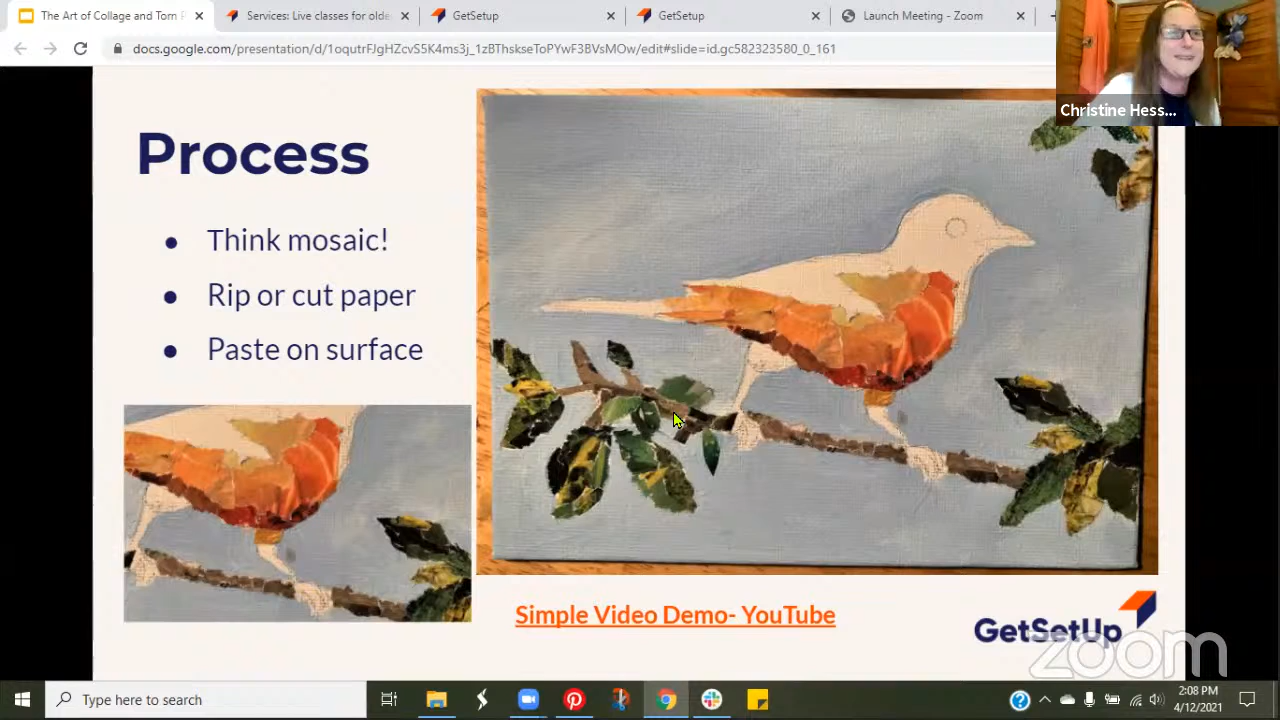 The Art of Collage and Torn P
Services: Live classes for olde
GetSetup
GetSetup
Launch Meeting - Zoom
docs.google.com/presentation/d/1oqutrFJgHZcvS5K4ms3j_1zBThskseToPYwF3BVsMOw/edit#slide=id.gc582323580_0_161
Christine Hess...
Process
Think mosaic!
Rip or cut paper
Paste on surface
Simple Video Demo- YouTube
GetSetUp
zoom
Type here to search
2:08 PM
4/12/2021